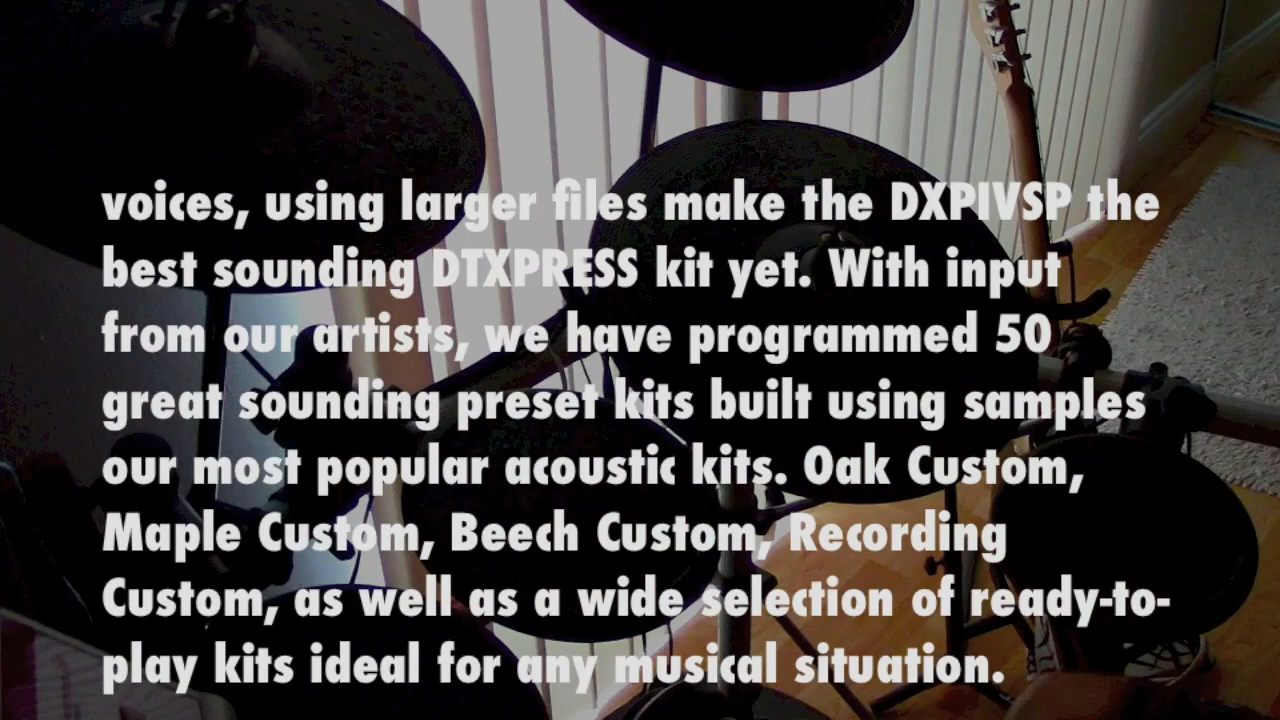 voices, using larger files make the DXPIVSP the
best sounding DTXPRESS kit yet. With input
from our artists, we have programmed 50
great sounding preset kits built using samples
our most popular acoustic kits. Oak Custom,
Maple Custom, Beech Custom, Recording
Custom, as well as a wide selection of ready-to-
play kits ideal for any musical situation.